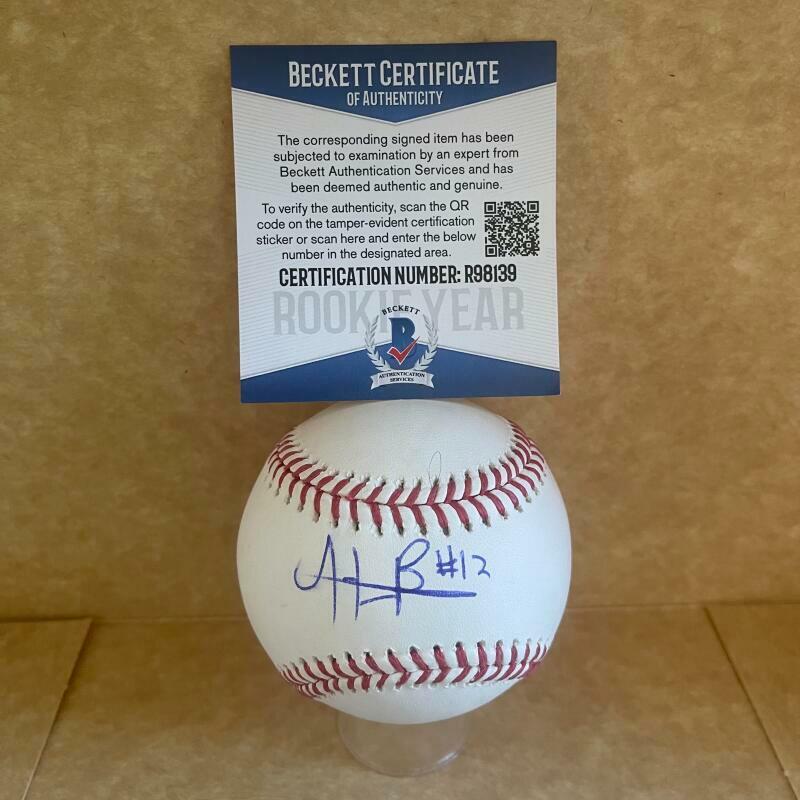 BECKETT CERTIFICATE
OF AUTHENTICITY
The corresponding signed item has been
subjected to examination by an expert from
Beckett Authentication Services and has
been deemed authentic and genuine.
To verify the authenticity, scan the QR
code on the tamper-evident certification
sticker or scan here and enter the below
number in the designated area.
CERTIFICATION NUMBER: R98139
ROOKIE YEAR
BECKETT
B
AUTHENTICATION
SERVICES
#12